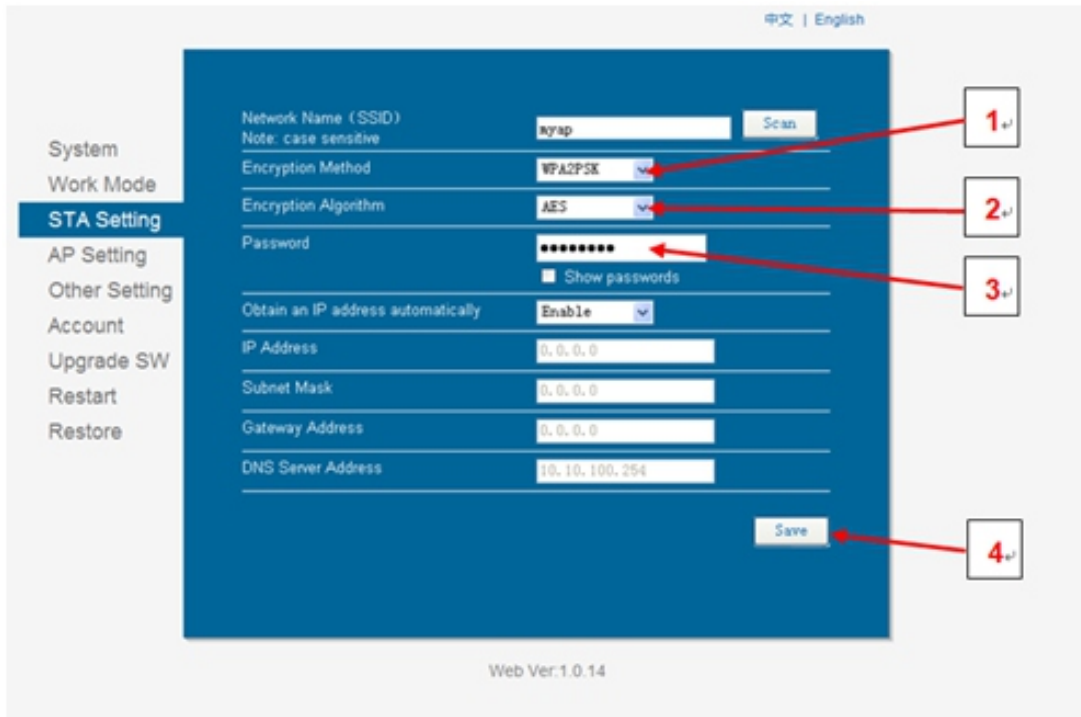 中文 | English
System
Work Mode
STA Setting
AP Setting
Other Setting
Account
Upgrade SW
Restart
Restore
Network Name (SSID)
Note: case sensitive
myap
Scan
Encryption Method
WPA2PSK
Encryption Algorithm
AES
Password
••••••••
Show passwords
Obtain an IP address automatically
Enable
IP Address
0.0.0.0
Subnet Mask
0.0.0.0
Gateway Address
0.0.0.0
DNS Server Address
10.10.100.254
Save
1
2
3
4
Web Ver:1.0.14